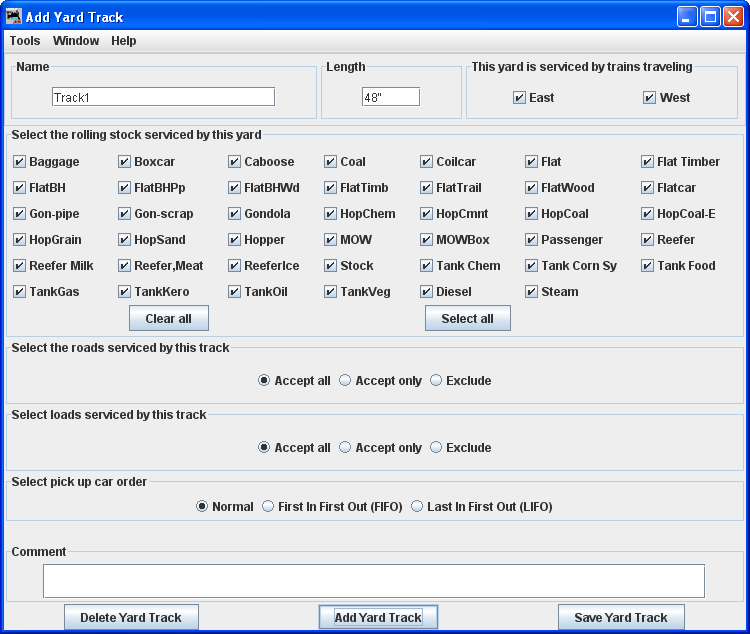 Add Yard Track
Tools Window Help
Name Length This yard is serviced by trains traveling
Track1 48" East West
Select the rolling stock serviced by this yard
Baggage Boxcar Caboose Coal Coilcar Flat Flat Timber
FlatBH FlatBHPp FlatBHWd FlatTimb FlatTrail FlatWood Flatcar
Gon-pipe Gon-scrap Gondola HopChem HopCmnt HopCoal HopCoal-E
HopGrain HopSand Hopper MOW MOWBox Passenger Reefer
Reefer Milk Reefer,Meat ReeferIce Stock Tank Chem Tank Corn Sy Tank Food
TankGas TankKero TankOil TankVeg Diesel Steam
Clear all Select all
Select the roads serviced by this track
Accept all Accept only Exclude
Select loads serviced by this track
Accept all Accept only Exclude
Select pick up car order
Normal First In First Out (FIFO) Last In First Out (LIFO)
Comment
Delete Yard Track Add Yard Track Save Yard Track